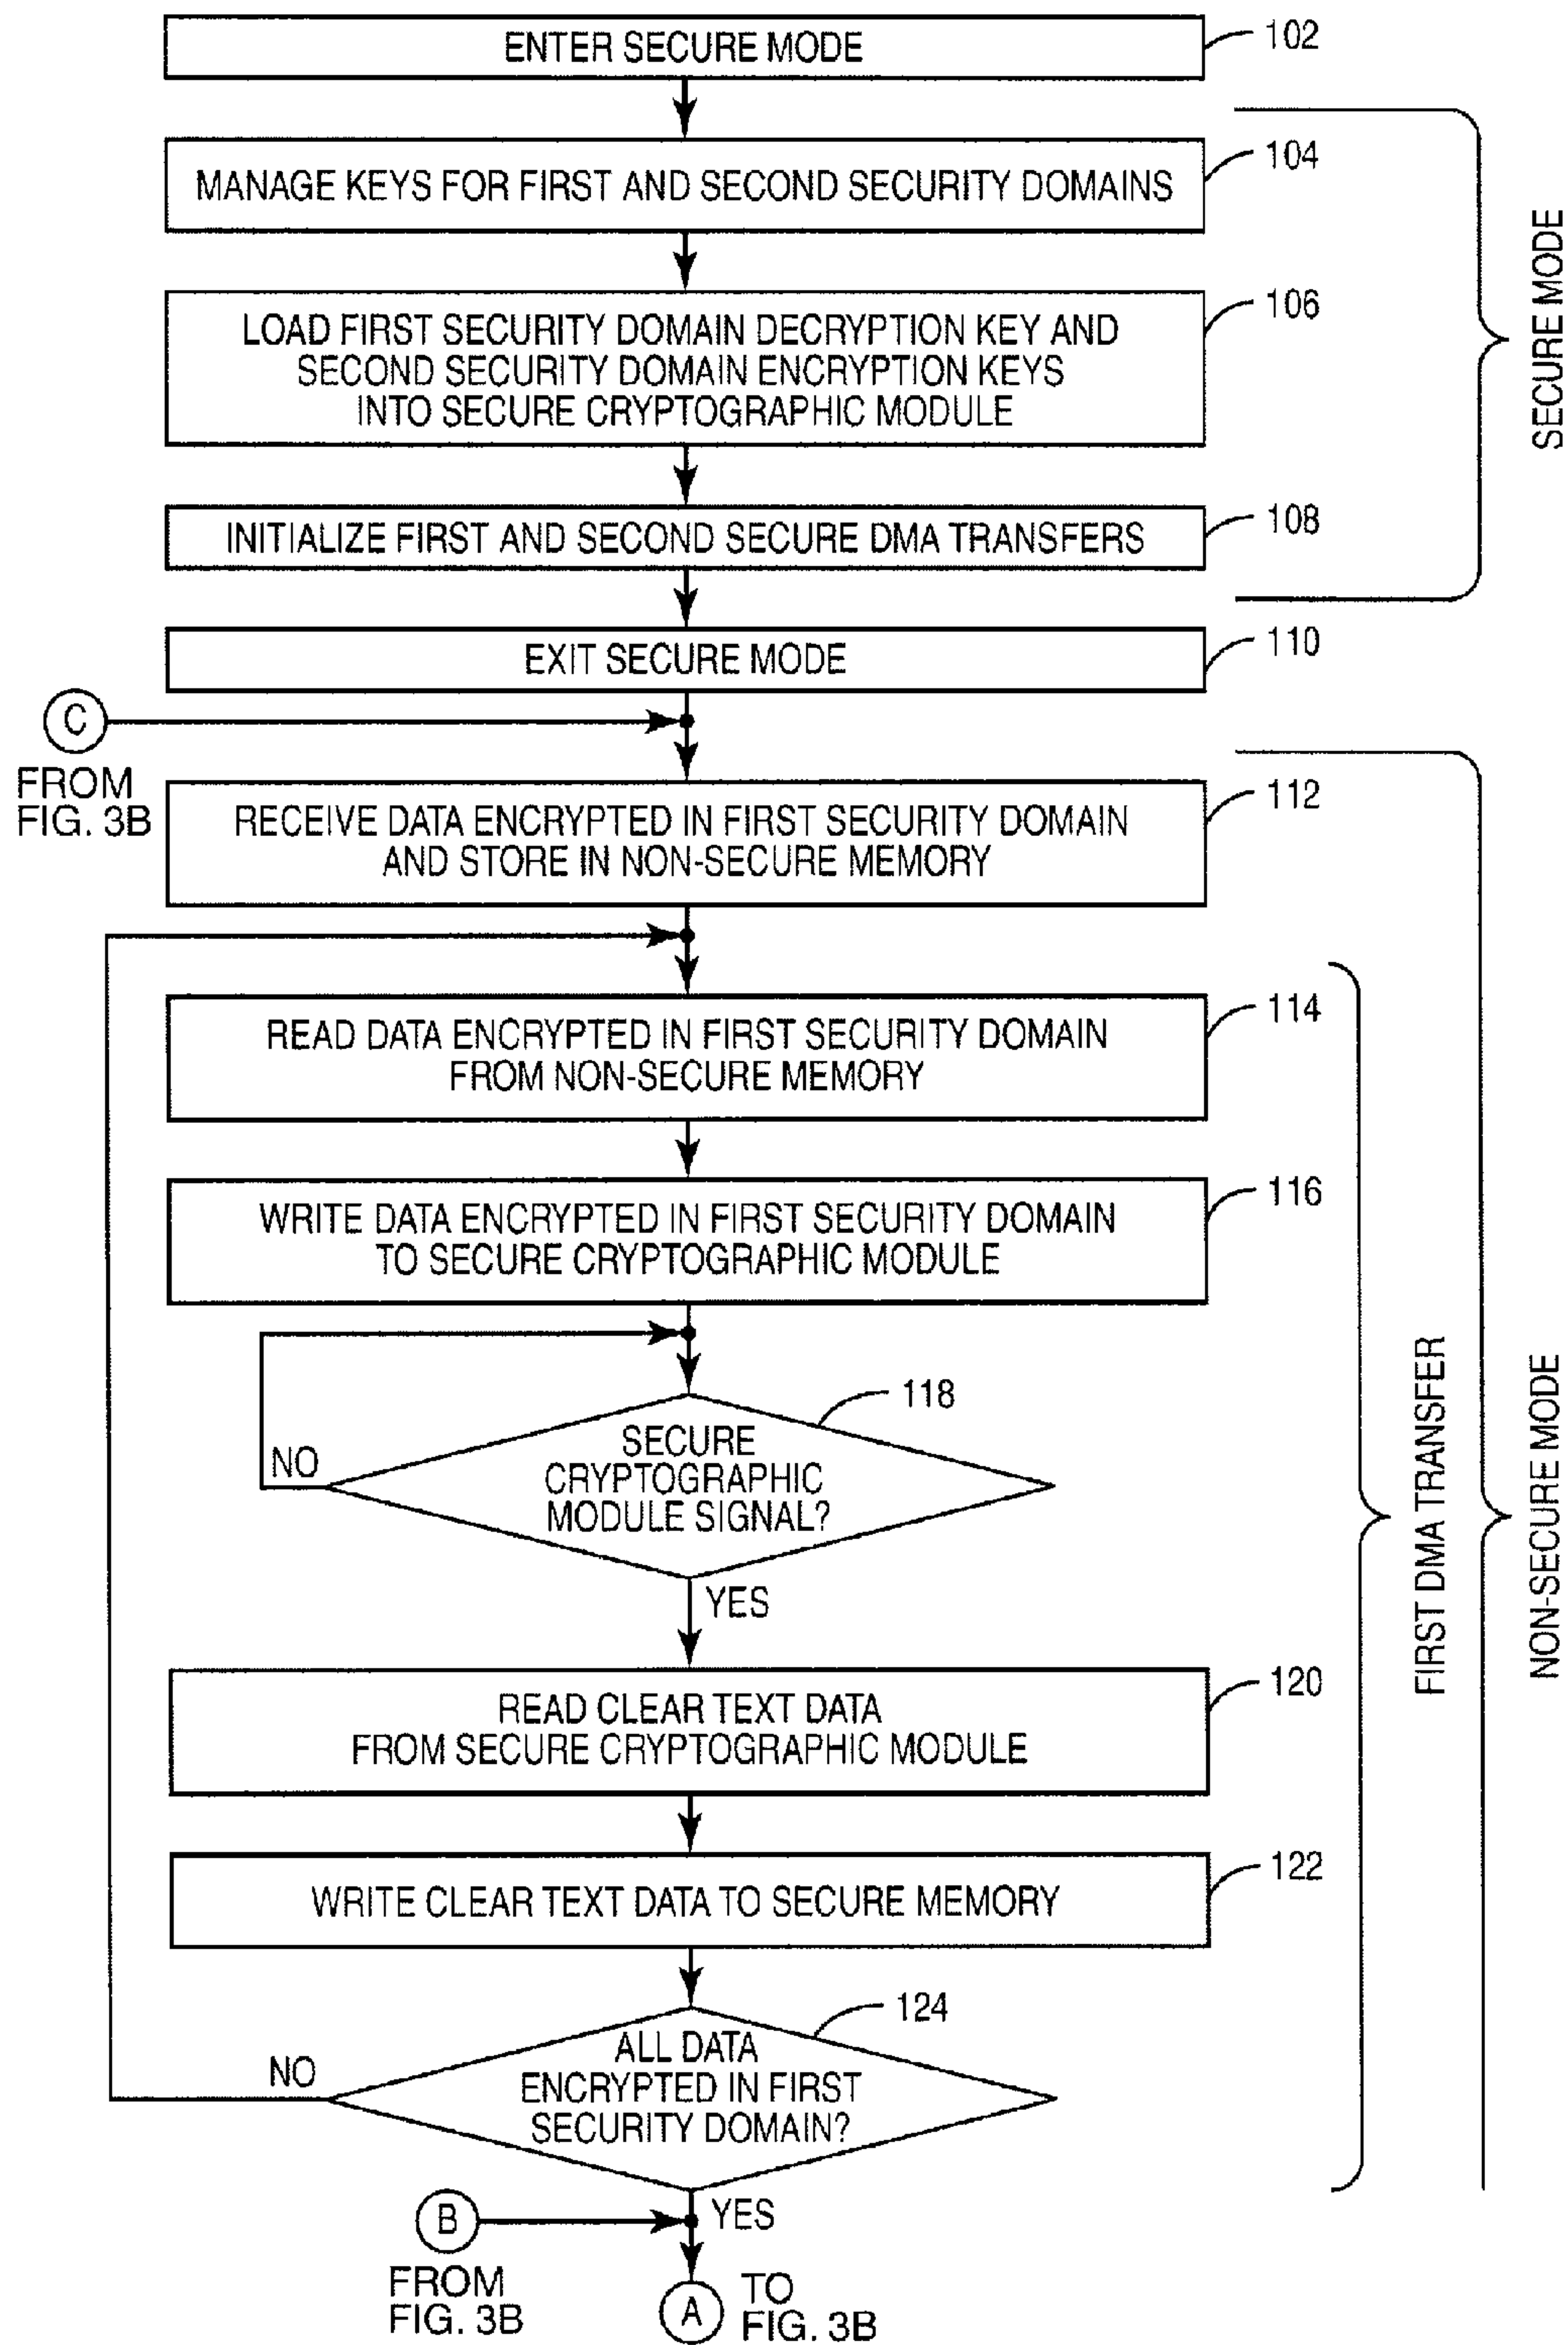 ENTER SECURE MODE
102
MANAGE KEYS FOR FIRST AND SECOND SECURITY DOMAINS
104
LOAD FIRST SECURITY DOMAIN DECRYPTION KEY AND
SECOND SECURITY DOMAIN ENCRYPTION KEYS
INTO SECURE CRYPTOGRAPHIC MODULE
106
INITIALIZE FIRST AND SECOND SECURE DMA TRANSFERS
108
SECURE MODE
EXIT SECURE MODE
110
C
FROM
FIG. 3B
RECEIVE DATA ENCRYPTED IN FIRST SECURITY DOMAIN
AND STORE IN NON-SECURE MEMORY
112
READ DATA ENCRYPTED IN FIRST SECURITY DOMAIN
FROM NON-SECURE MEMORY
114
WRITE DATA ENCRYPTED IN FIRST SECURITY DOMAIN
TO SECURE CRYPTOGRAPHIC MODULE
116
118
SECURE
CRYPTOGRAPHIC
MODULE SIGNAL?
NO
YES
READ CLEAR TEXT DATA
FROM SECURE CRYPTOGRAPHIC MODULE
120
WRITE CLEAR TEXT DATA TO SECURE MEMORY
122
124
ALL DATA
ENCRYPTED IN FIRST
SECURITY DOMAIN?
NO
YES
FIRST DMA TRANSFER
NON-SECURE MODE
B
FROM
FIG. 3B
A
TO
FIG. 3B